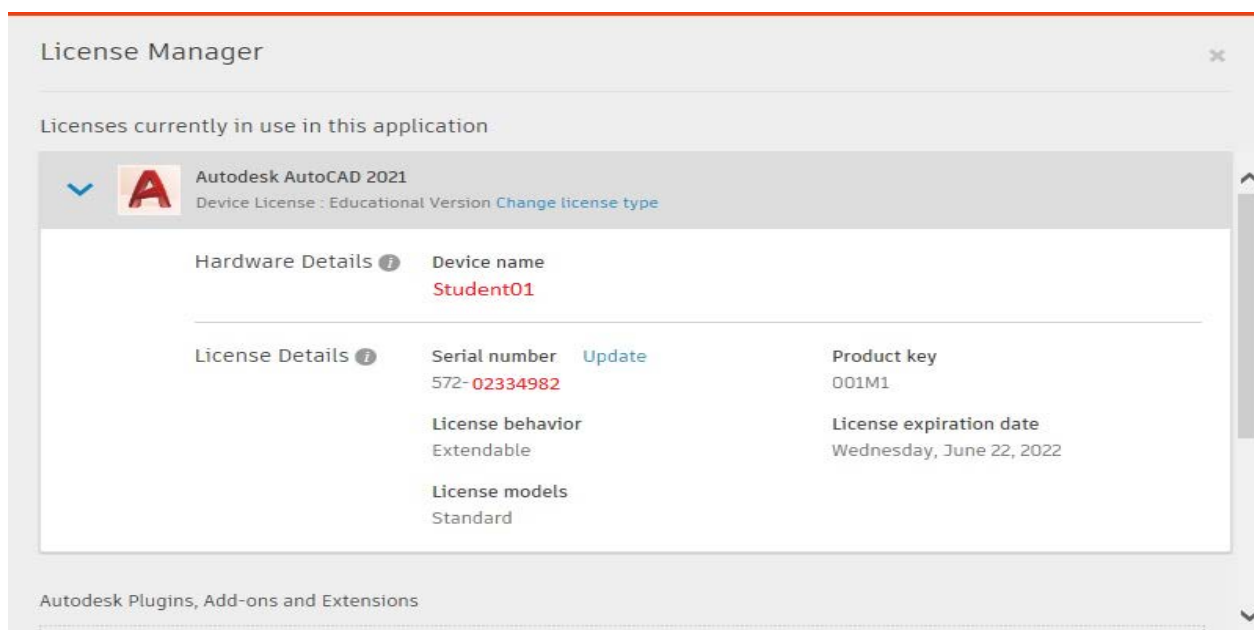 License Manager
Licenses currently in use in this application
Autodesk AutoCAD 2021
Device License : Educational Version Change license type
Hardware Details
Device name
Student01
License Details
Serial number Update
572-02334982
Product key
001M1
License behavior
Extendable
License expiration date
Wednesday, June 22, 2022
License models
Standard
Autodesk Plugins, Add-ons and Extensions